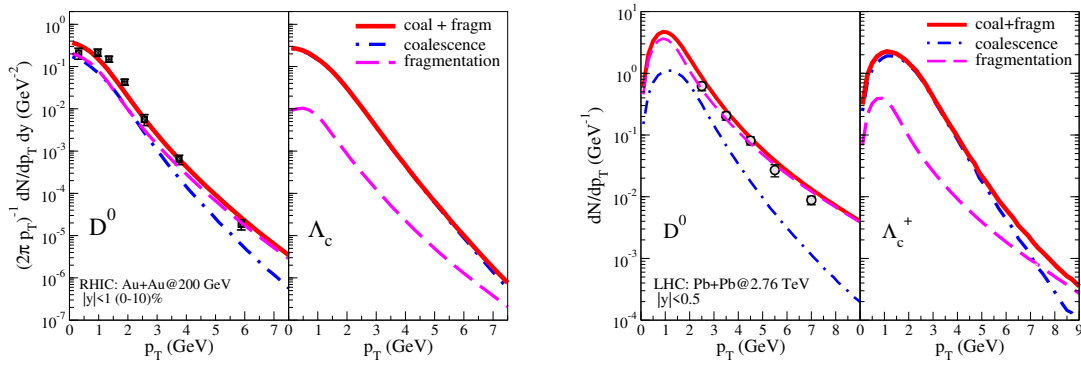 coal + fragm
coalescence
fragmentation
(2π p_T)^-1 dN/dp_T dy (GeV^-2)
10^1
10^0
10^-1
10^-2
10^-3
10^-4
10^-5
10^-6
10^-7
D^0
Λ_c
RHIC: Au+Au@200 GeV
|y|<1 (0-10)%
0 1 2 3 4 5 6 7
0 1 2 3 4 5 6 7
p_T (GeV)
p_T (GeV)
coal+fragm
coalescence
fragmentation
dN/dp_T (GeV^-1)
10^1
10^0
10^-1
10^-2
10^-3
10^-4
D^0
Λ_c^+
LHC: Pb+Pb@2.76 TeV
|y|<0.5
0 1 2 3 4 5 6 7 8
0 1 2 3 4 5 6 7 8 9
p_T (GeV)
p_T (GeV)